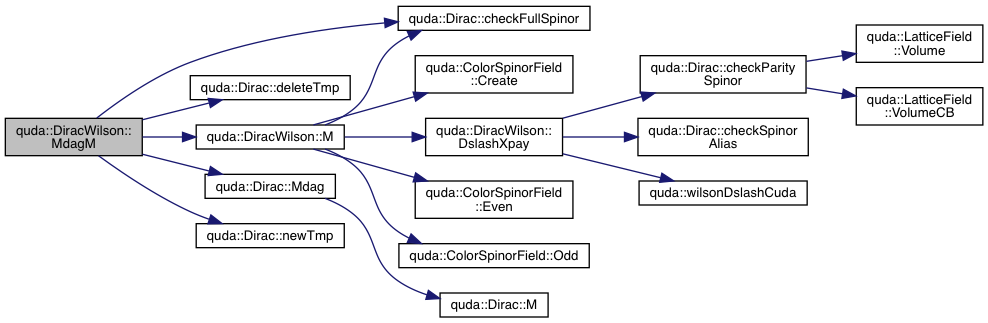 quda::DiracWilson::
MdagM
quda::Dirac::checkFullSpinor
quda::Dirac::deleteTmp
quda::DiracWilson::M
quda::Dirac::Mdag
quda::Dirac::newTmp
quda::ColorSpinorField
::Create
quda::DiracWilson::
DslashXpay
quda::ColorSpinorField
::Even
quda::ColorSpinorField::Odd
quda::Dirac::M
quda::Dirac::checkParity
Spinor
quda::Dirac::checkSpinor
Alias
quda::wilsonDslashCuda
quda::LatticeField
::Volume
quda::LatticeField
::VolumeCB